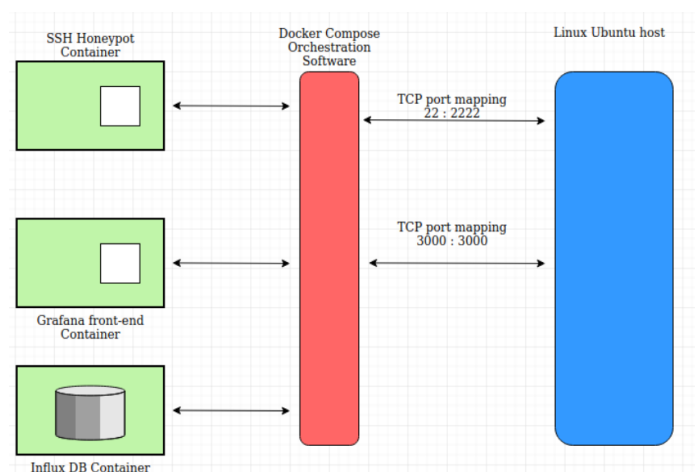 SSH Honeypot
Container
Docker Compose
Orchestration
Software
Linux Ubuntu host
TCP port mapping
22 : 2222
TCP port mapping
3000 : 3000
Grafana front-end
Container
Influx DB Container